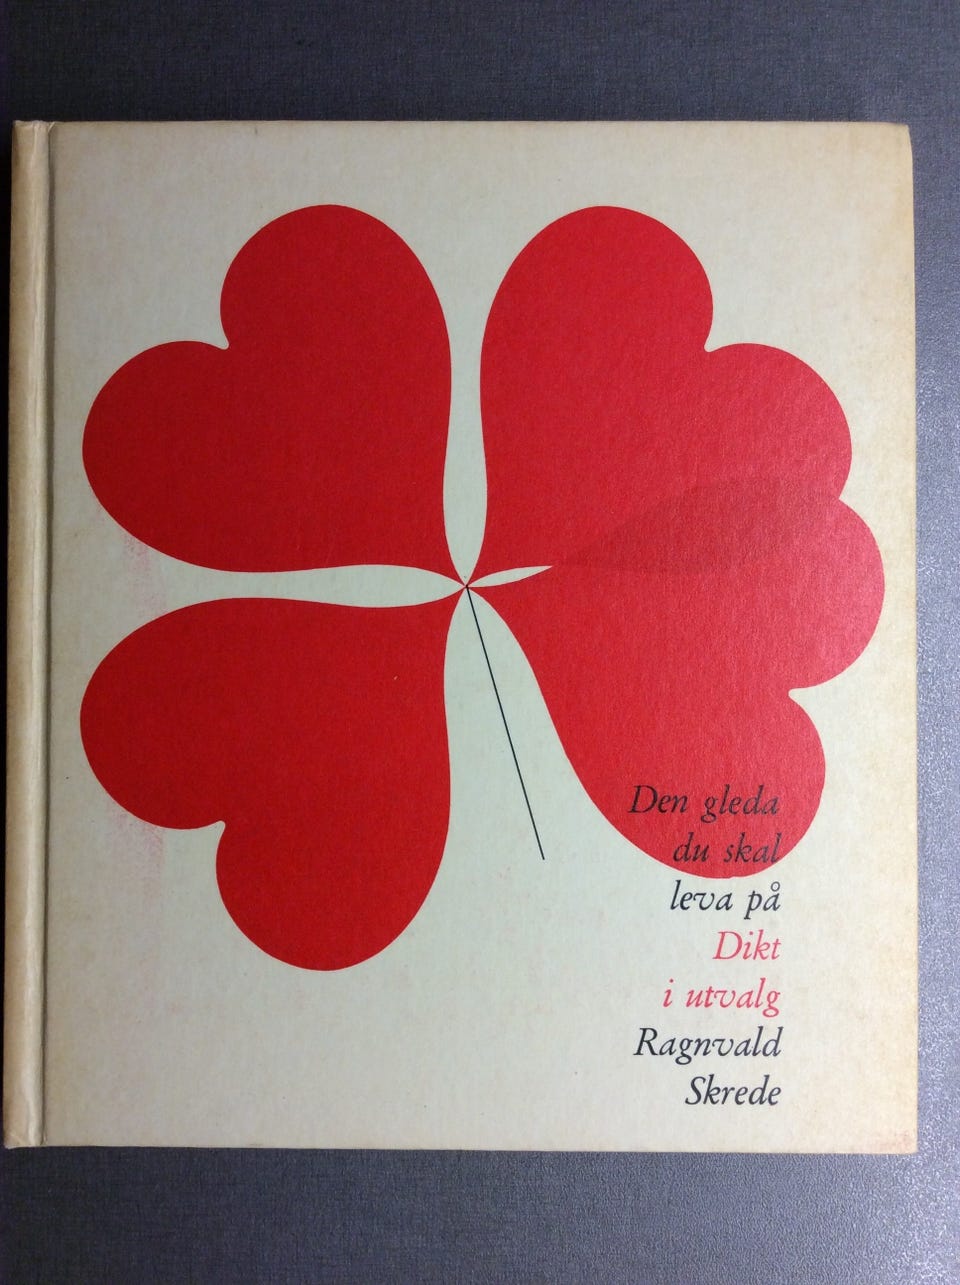 Den gleda
du skal
leva på
Dikt
i utvalg
Ragnvald
Skrede